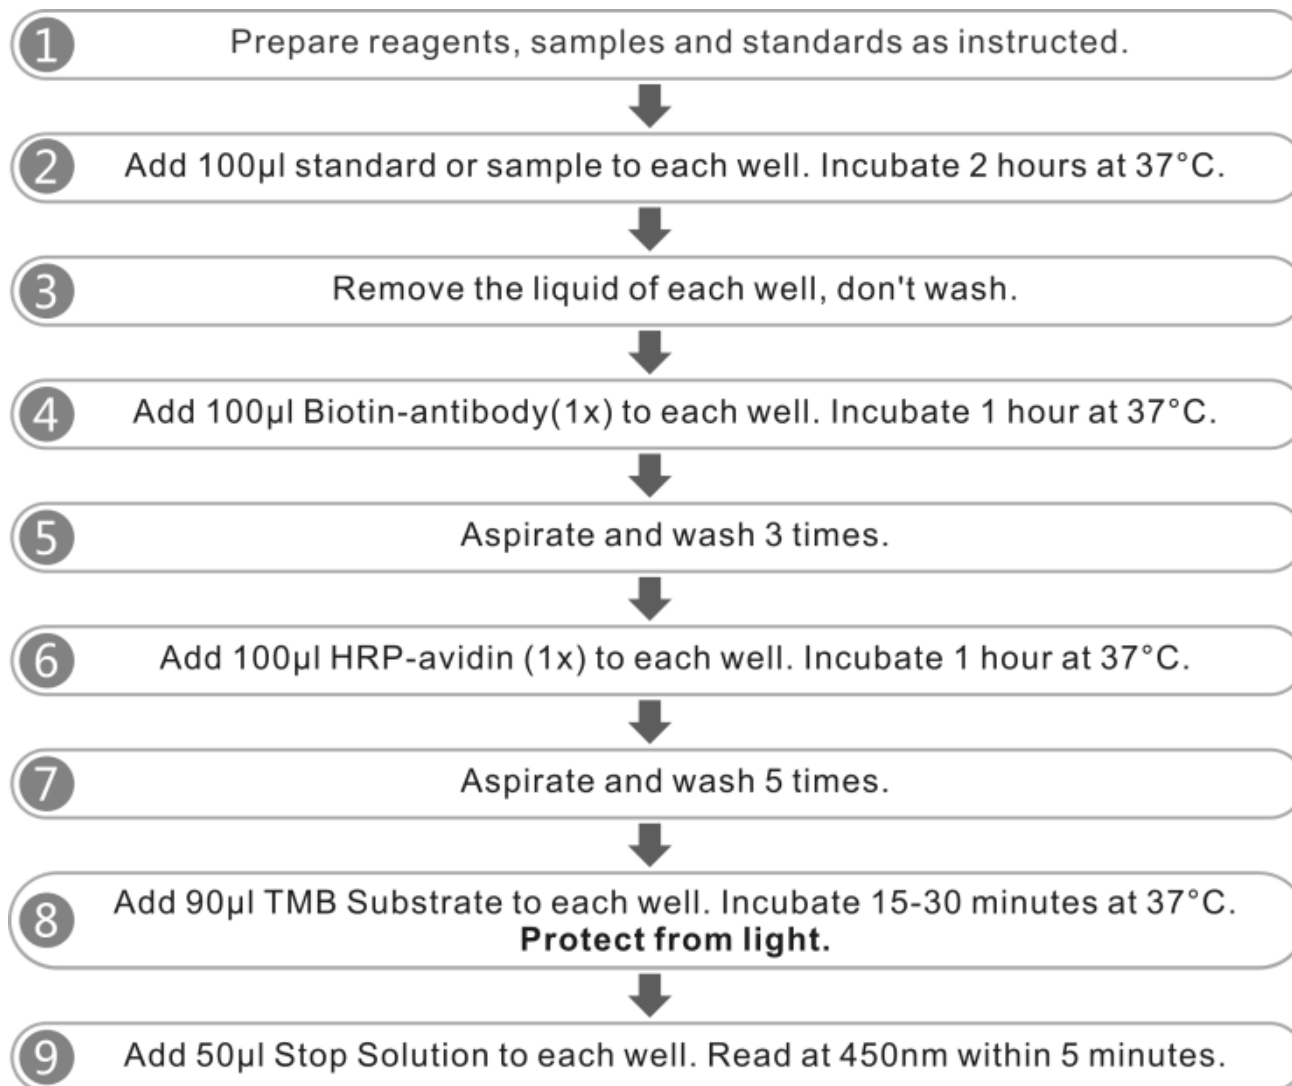 1 Prepare reagents, samples and standards as instructed.
2 Add 100µl standard or sample to each well. Incubate 2 hours at 37°C.
3 Remove the liquid of each well, don't wash.
4 Add 100µl Biotin-antibody(1x) to each well. Incubate 1 hour at 37°C.
5 Aspirate and wash 3 times.
6 Add 100µl HRP-avidin (1x) to each well. Incubate 1 hour at 37°C.
7 Aspirate and wash 5 times.
8 Add 90µl TMB Substrate to each well. Incubate 15-30 minutes at 37°C.
Protect from light.
9 Add 50µl Stop Solution to each well. Read at 450nm within 5 minutes.